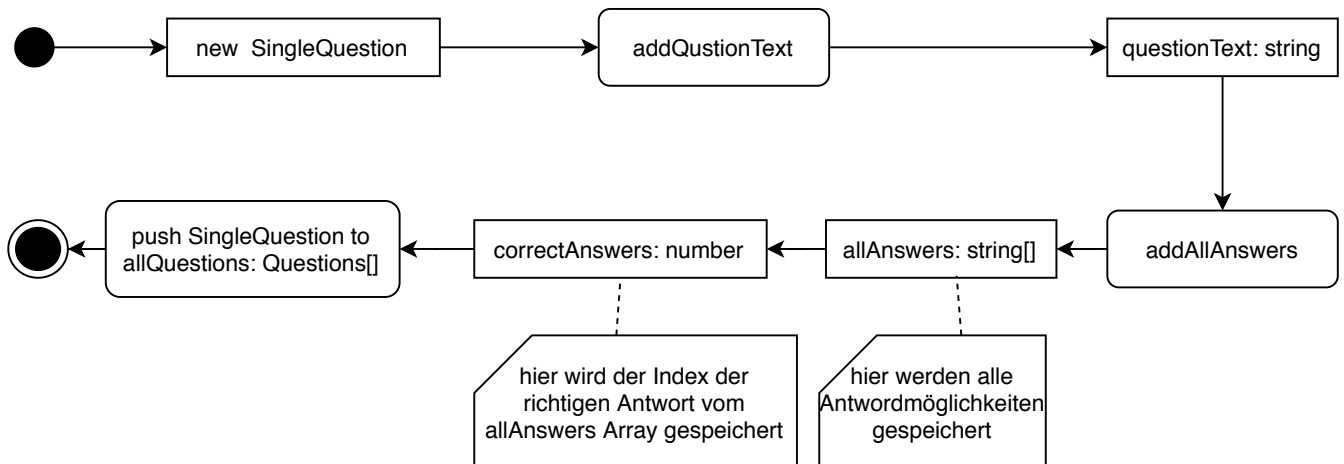 new SingleQuestion
addQustionText
questionText: string
push SingleQuestion to
allQuestions: Questions[]
correctAnswers: number
allAnswers: string[]
addAllAnswers
hier wird der Index der
richtigen Antwort vom
allAnswers Array gespeichert
hier werden alle
Antwordmöglichkeiten
gespeichert